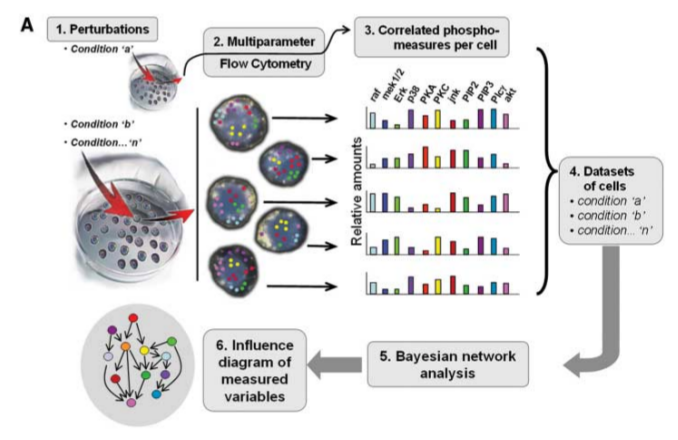 A
1. Perturbations
• Condition 'a'
• Condition 'b'
• Condition... 'n'
2. Multiparameter
Flow Cytometry
3. Correlated phospho-
measures per cell
raf
mek1/2
Erk
p38
PKA
PKC
jnk
PIP2
PIP3
Plcγ
akt
Relative amounts
4. Datasets
of cells
• condition 'a'
• condition 'b'
• condition... 'n'
5. Bayesian network
analysis
6. Influence
diagram of
measured
variables